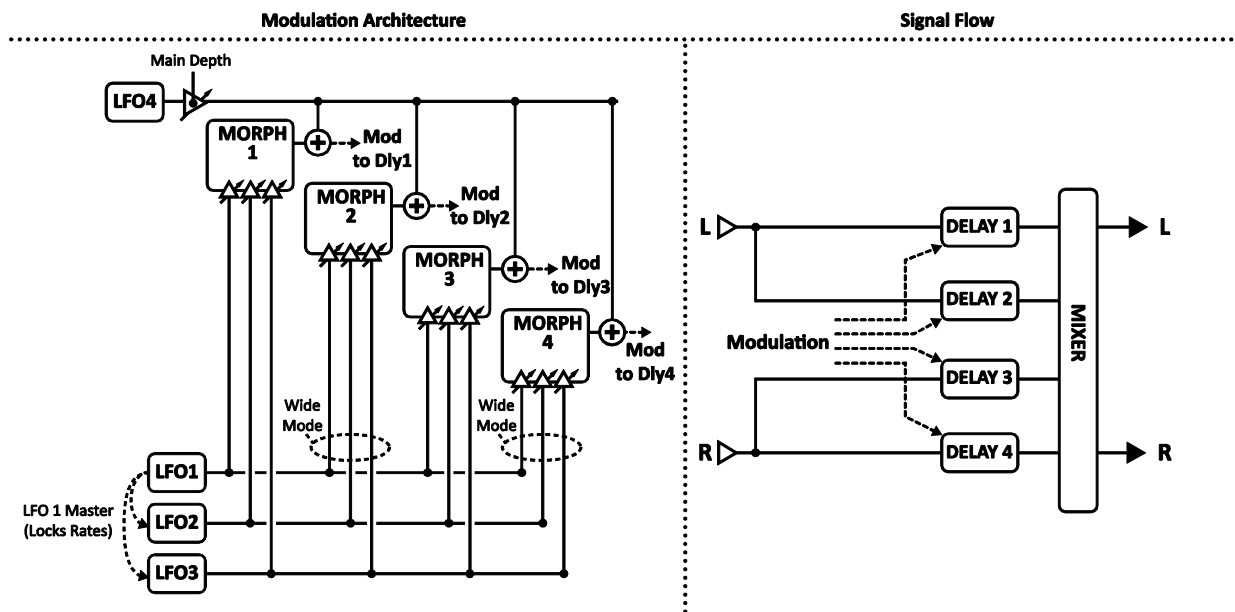 Modulation Architecture
Signal Flow
Main Depth
LFO4
MORPH
1
Mod
to Dly1
MORPH
2
Mod
to Dly2
MORPH
3
Mod
to Dly3
MORPH
4
Mod
to Dly4
Wide
Mode
Wide
Mode
LFO1
LFO 1 Master
(Locks Rates)
LFO2
LFO3
L
DELAY 1
L
DELAY 2
Modulation
MIXER
DELAY 3
R
DELAY 4
R